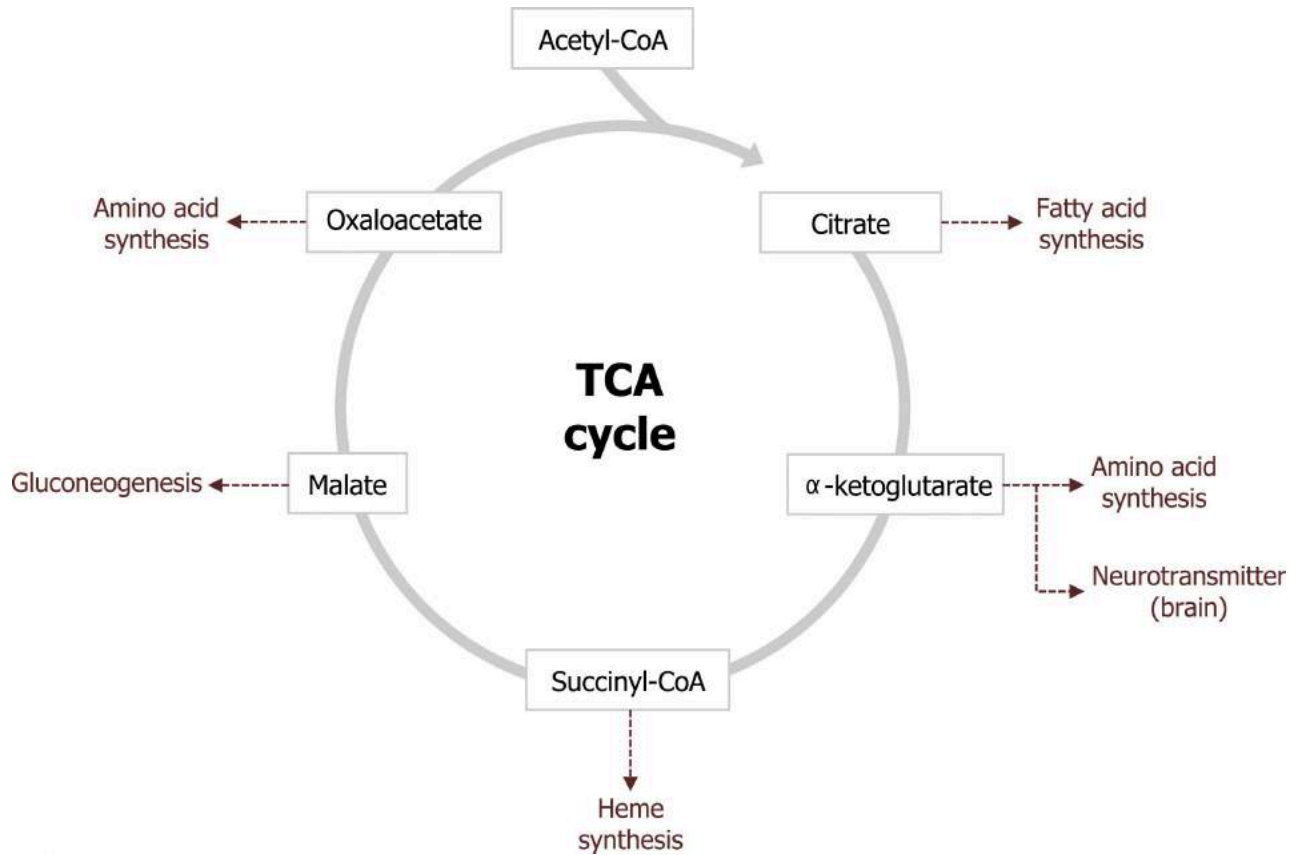 Acetyl-CoA
Amino acid
synthesis
Oxaloacetate
Citrate
Fatty acid
synthesis
TCA
cycle
Gluconeogenesis
Malate
α-ketoglutarate
Amino acid
synthesis
Neurotransmitter
(brain)
Succinyl-CoA
Heme
synthesis